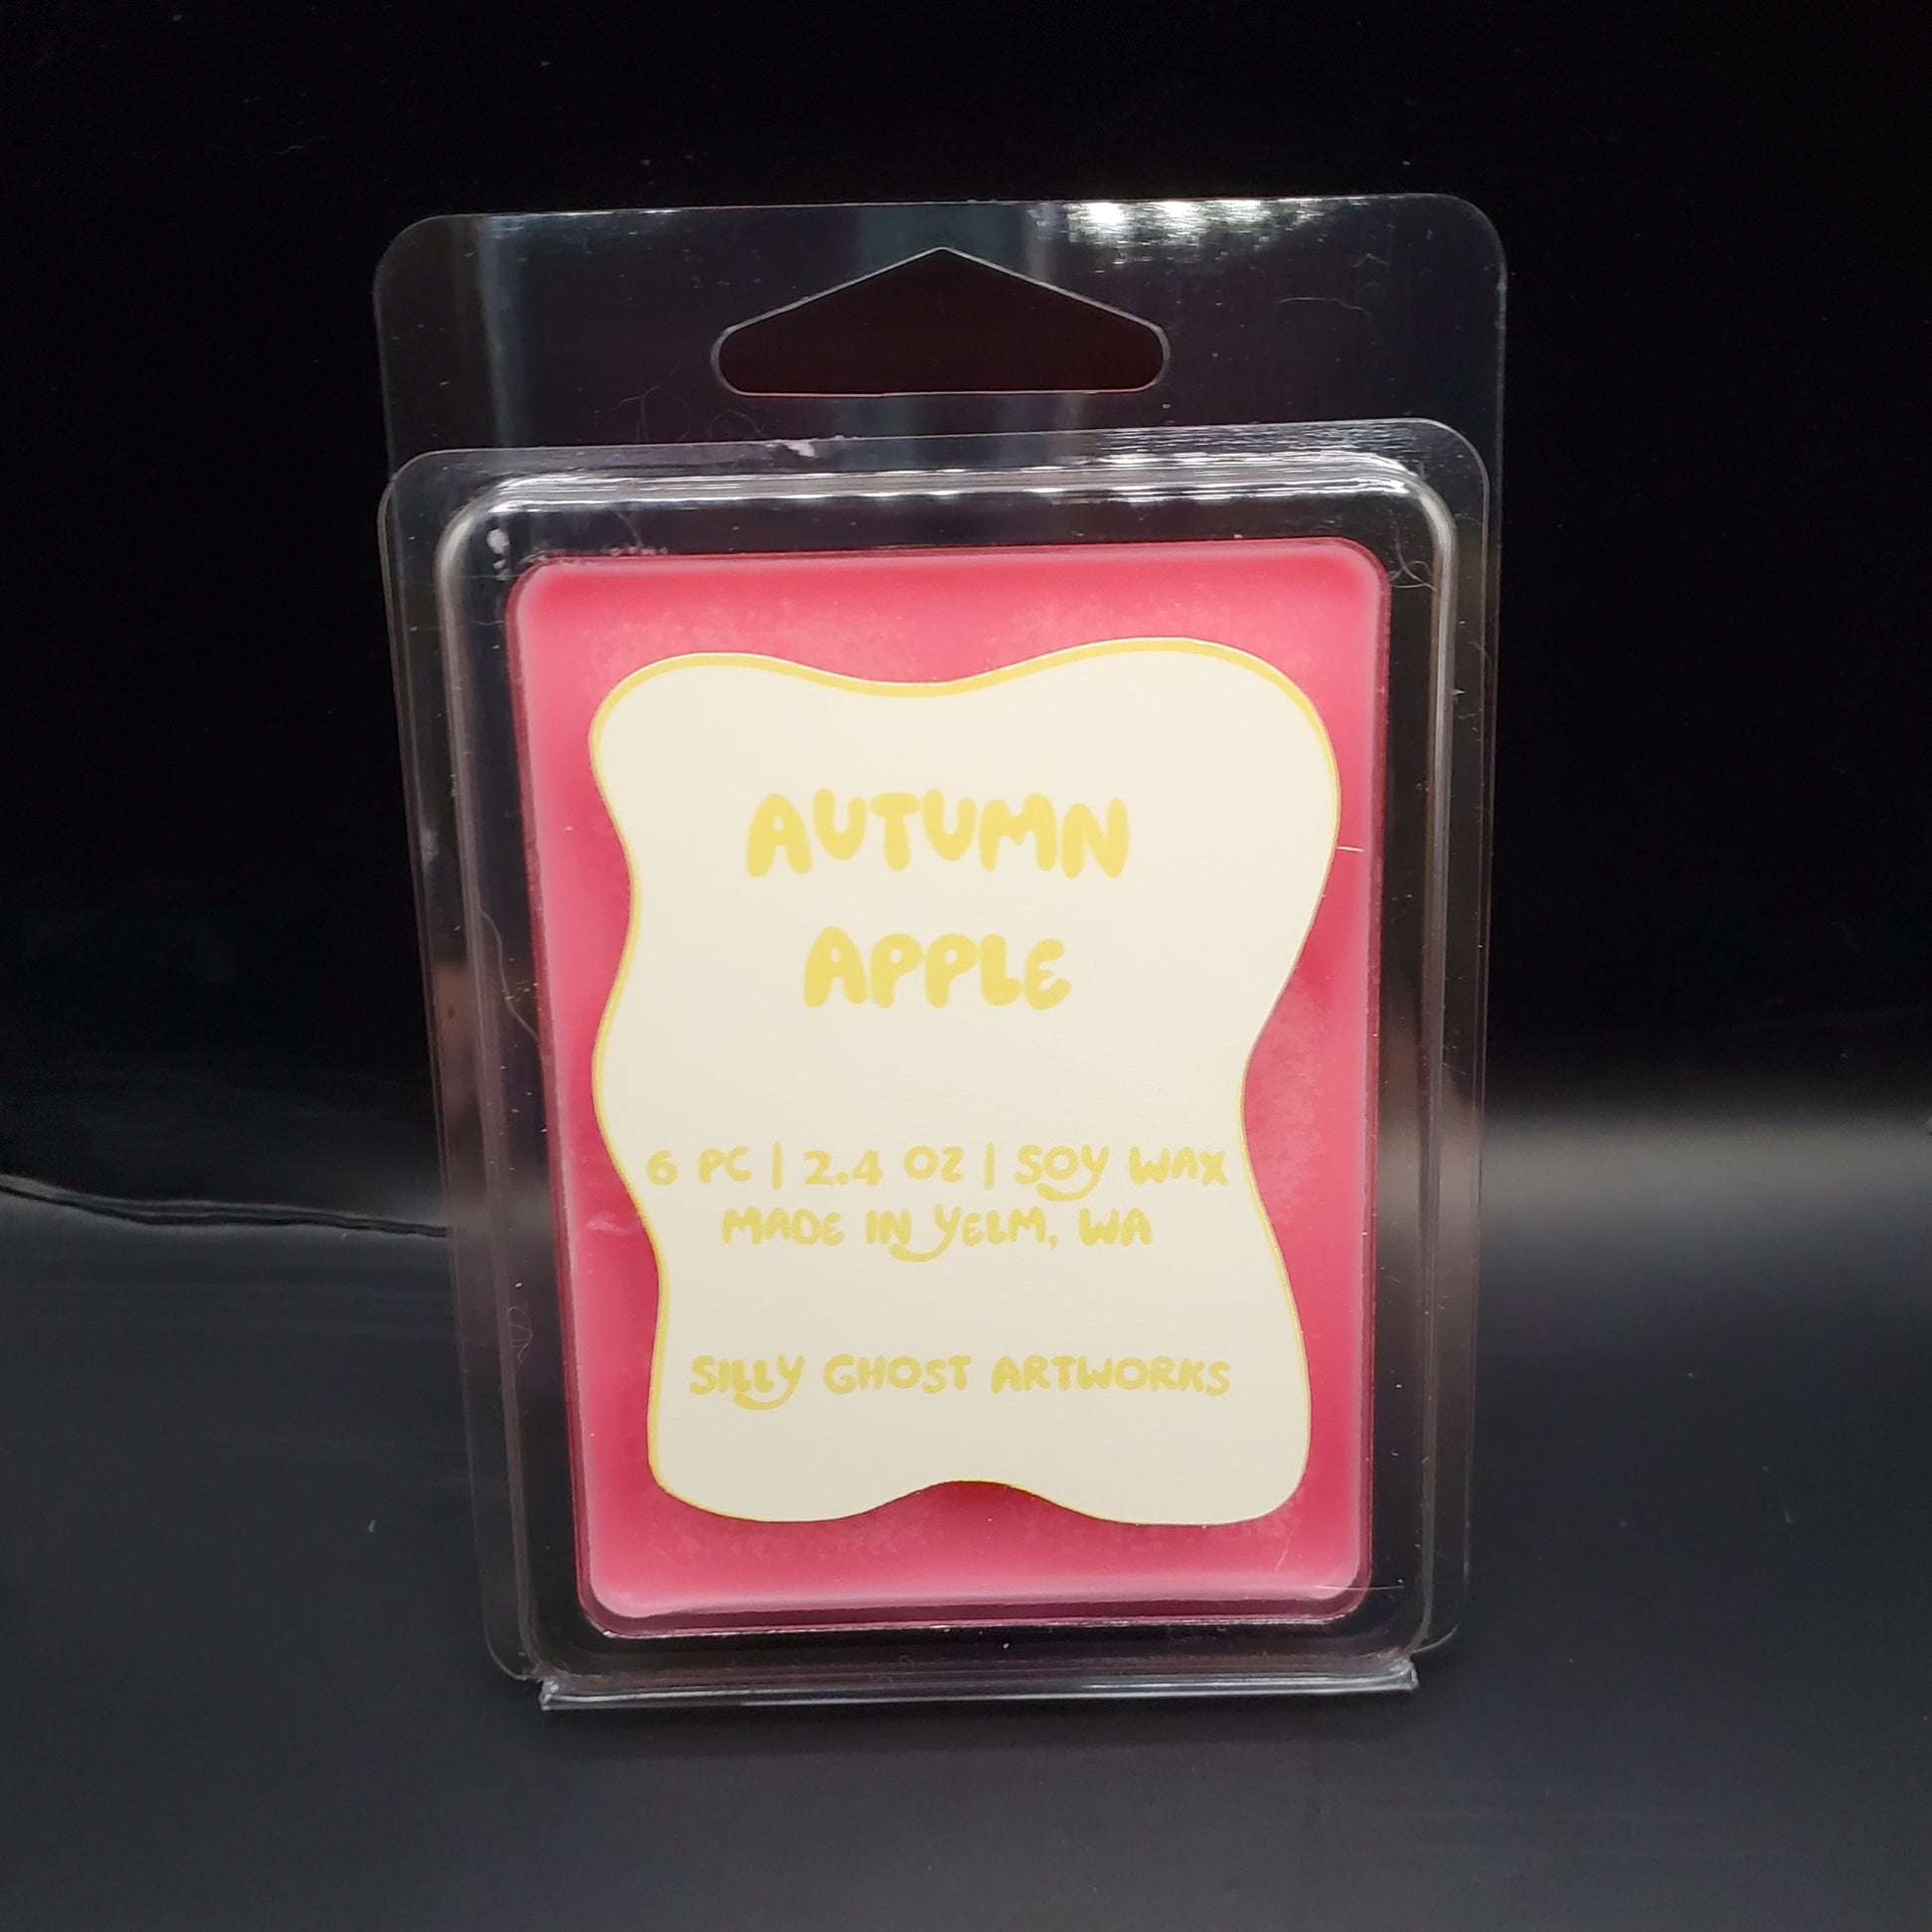 AUTUMN
APPLE
6 PC | 2.4 OZ | SOY WAX
MADE IN YELM, WA
SILLY GHOST ARTWORKS